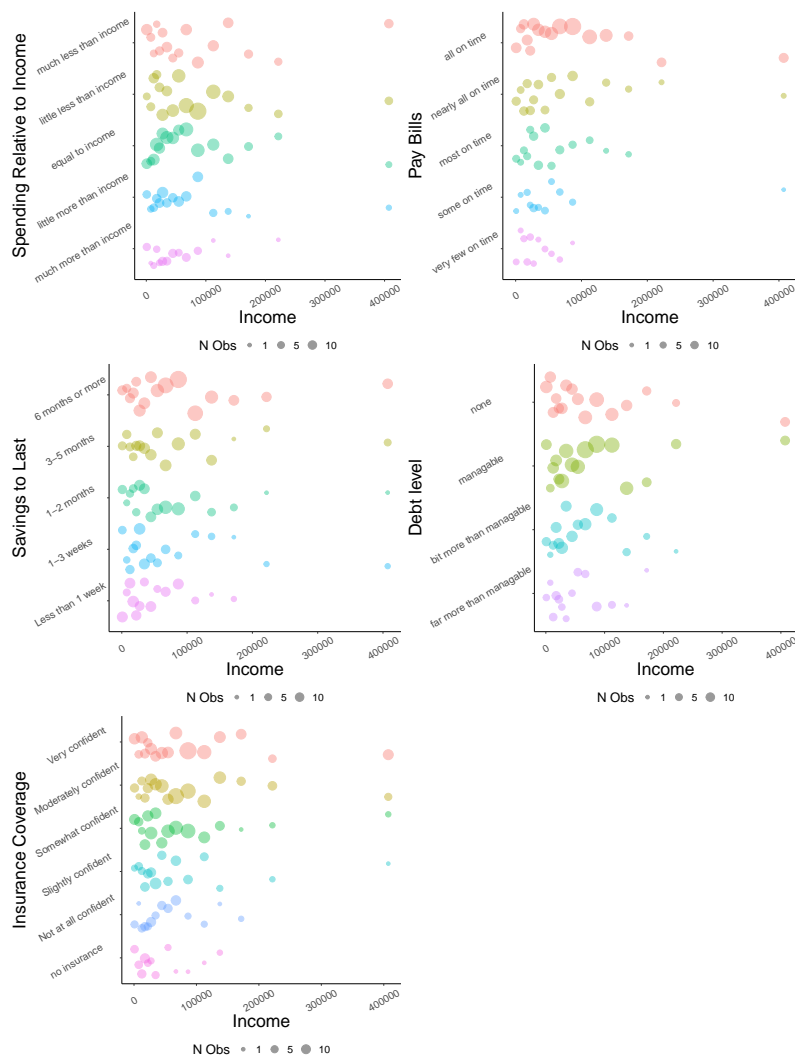 Spending Relative to Income
much less than income
little less than income
equal to income
little more than income
much more than income
0
100000
200000
300000
400000
Income
N Obs 1 5 10
Pay Bills
all on time
nearly all on time
most on time
some on time
very few on time
0
100000
200000
300000
400000
Income
N Obs 1 5 10
Savings to Last
6 months or more
3−5 months
1−2 months
1−3 weeks
Less than 1 week
0
100000
200000
300000
400000
Income
N Obs 1 5 10
Debt level
none
managable
bit more than managable
far more than managable
0
100000
200000
300000
400000
Income
N Obs 1 5 10
Insurance Coverage
Very confident
Moderately confident
Somewhat confident
Slightly confident
Not at all confident
no insurance
0
100000
200000
300000
400000
Income
N Obs 1 5 10